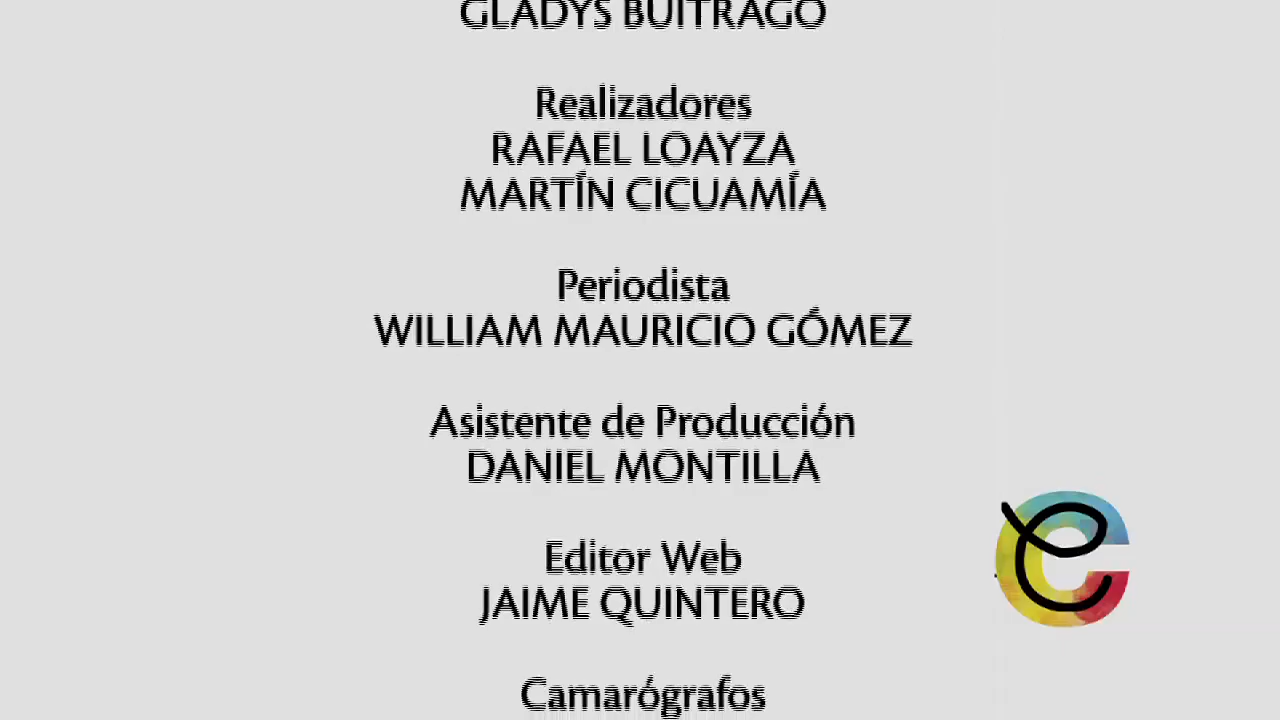 GLADYS BUITRAGO
Realizadores
RAFAEL LOAYZA
MARTÍN CICUAMÍA
Periodista
WILLIAM MAURICIO GÓMEZ
Asistente de Producción
DANIEL MONTILLA
Editor Web
JAIME QUINTERO
Camarógrafos